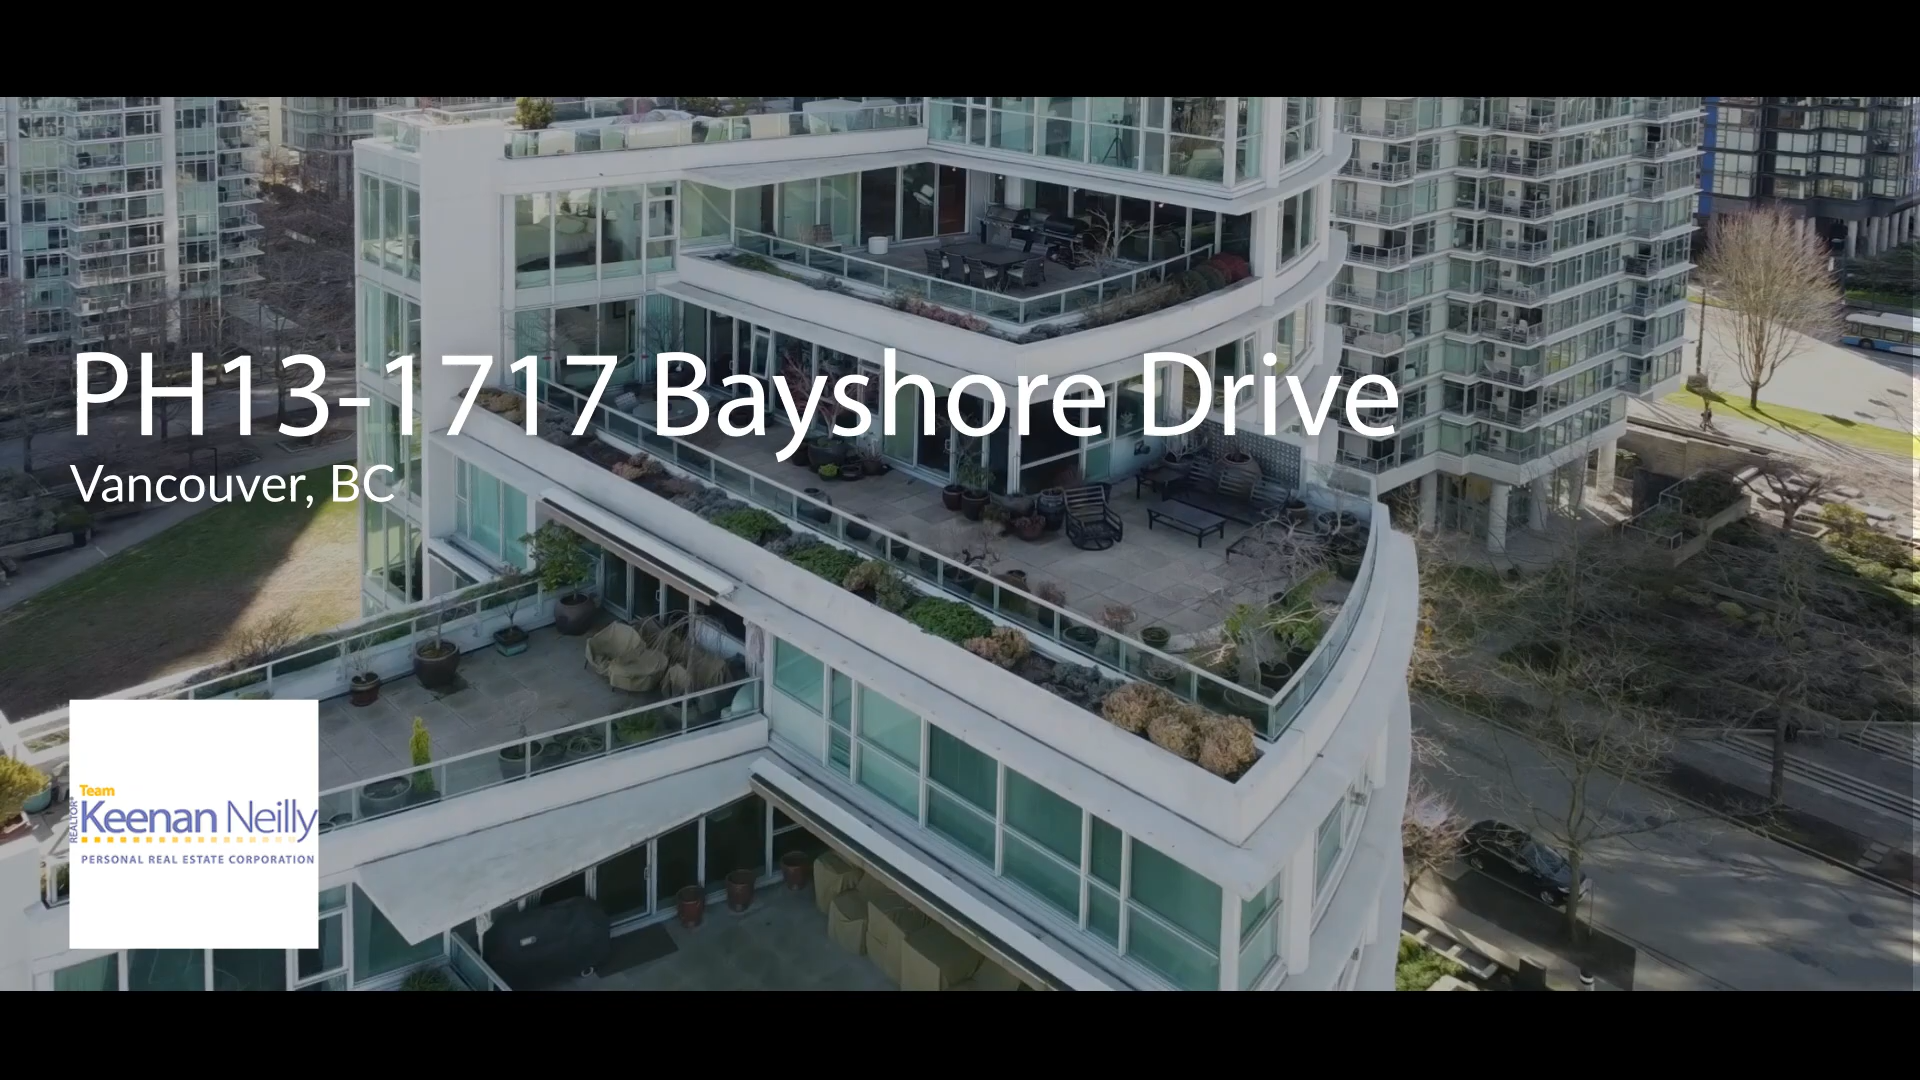 PH13-1717 Bayshore Drive
Vancouver, BC
Team
REALTOR®
Keenan Neilly
PERSONAL REAL ESTATE CORPORATION